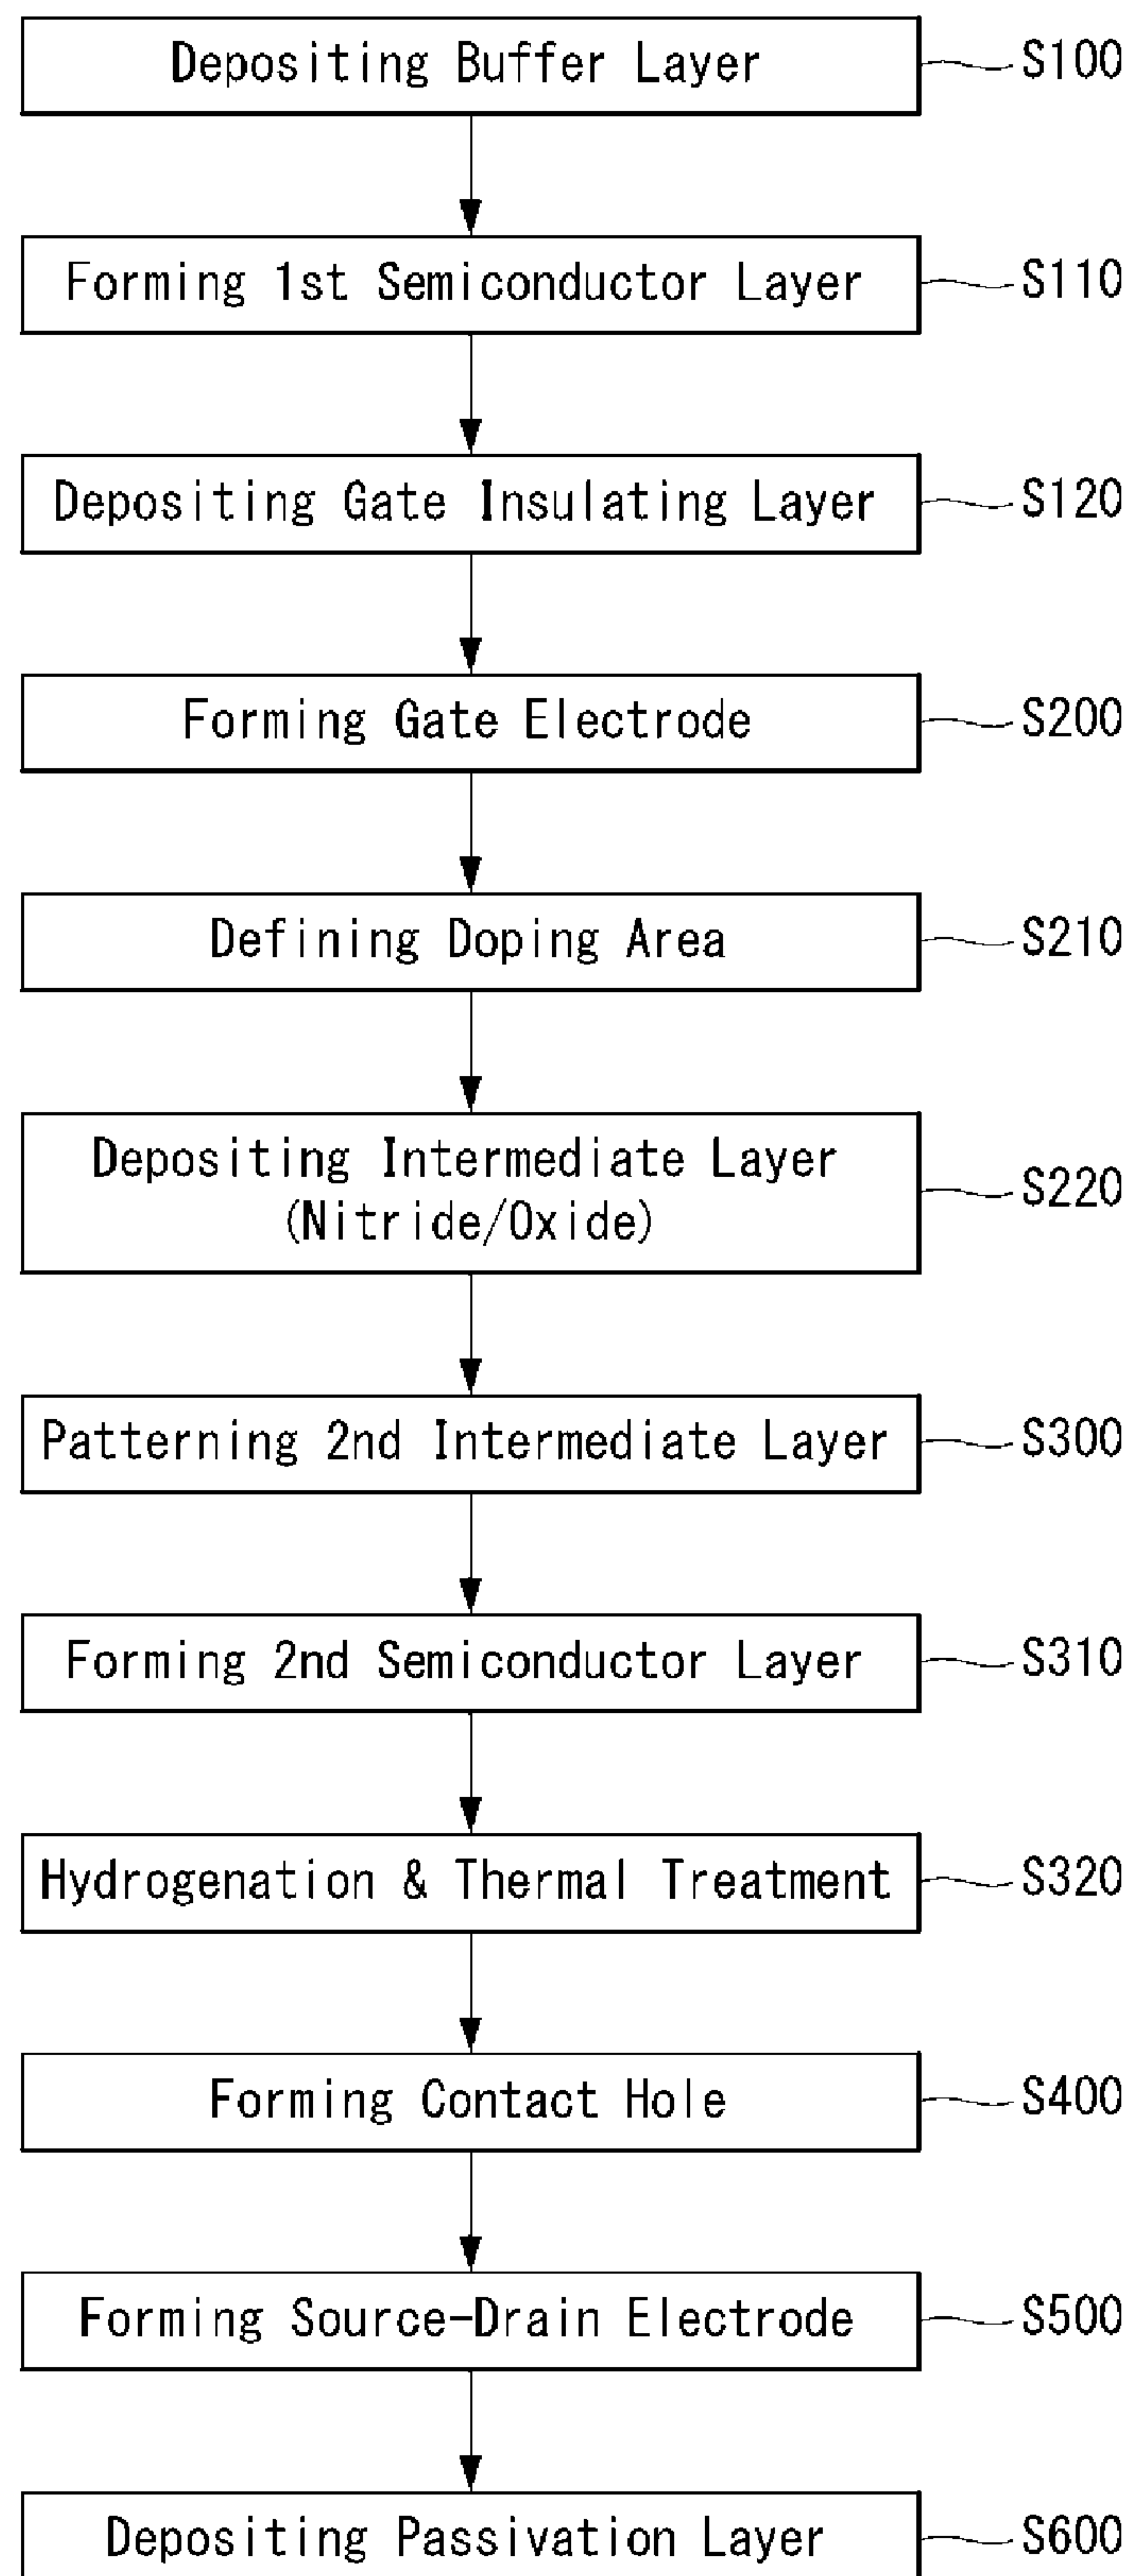 Depositing Buffer Layer S100
Forming 1st Semiconductor Layer S110
Depositing Gate Insulating Layer S120
Forming Gate Electrode S200
Defining Doping Area S210
Depositing Intermediate Layer
(Nitride/Oxide) S220
Patterning 2nd Intermediate Layer S300
Forming 2nd Semiconductor Layer S310
Hydrogenation & Thermal Treatment S320
Forming Contact Hole S400
Forming Source-Drain Electrode S500
Depositing Passivation Layer S600